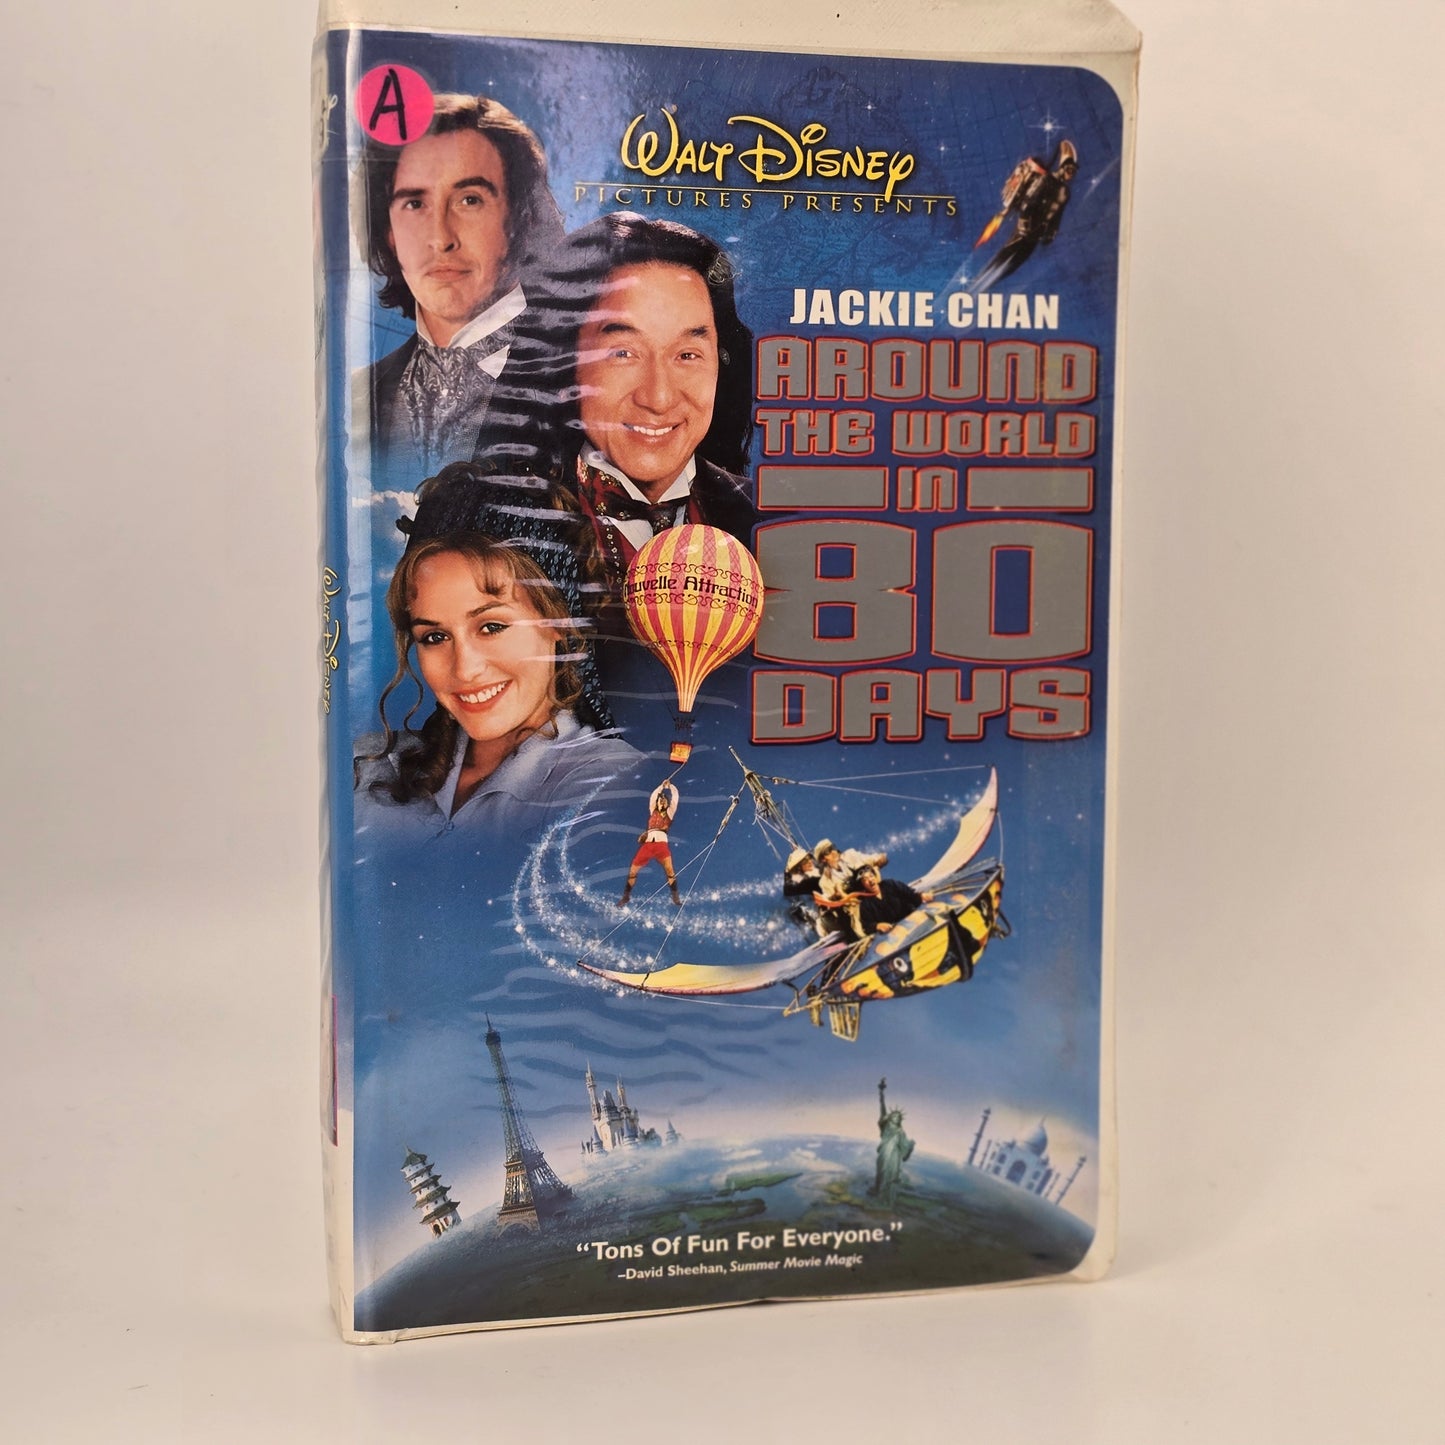 A
WALT DISNEY
PICTURES PRESENTS
JACKIE CHAN
AROUND
THE WORLD
IN
80
DAYS
Nouvelle Attraction
WALT DISNEY
“Tons Of Fun For Everyone.”
–David Sheehan, Summer Movie Magic